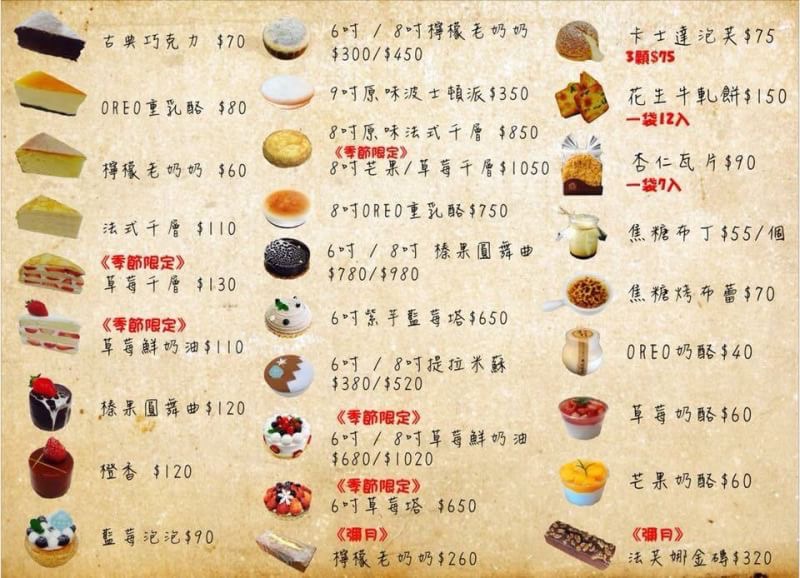 古典巧克力 $70
OREO重乳酪 $80
檸檬老奶奶 $60
法式千層 $110
《季節限定》
草莓千層 $130
《季節限定》
草莓鮮奶油$110
榛果圓舞曲$120
橙香 $120
藍莓泡泡$90
6吋 / 8吋檸檬老奶奶
$300/$450
9吋原味波士頓派$350
8吋原味法式千層 $850
《季節限定》
8吋芒果/草莓千層$1050
8吋OREO重乳酪$750
6吋 / 8吋 榛果圓舞曲
$780/$980
6吋紫芋藍莓塔$650
6吋 / 8吋提拉米蘇
$380/$520
《季節限定》
6吋 / 8吋草莓鮮奶油
$680/$1020
《季節限定》
6吋草莓塔 $650
《彌月》
檸檬老奶奶$260
卡士達泡芙$75
3顆$75
花生牛軋餅$150
一袋12入
杏仁瓦片$90
一袋7入
焦糖布丁$55/個
焦糖烤布蕾$70
OREO奶酪$40
草莓奶酪$60
芒果奶酪$60
《彌月》
法芙娜金磚$320